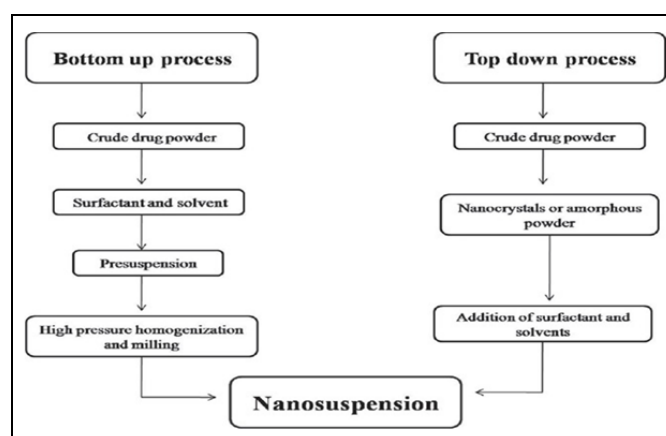 Bottom up process
Crude drug powder
Surfactant and solvent
Presuspension
High pressure homogenization
and milling
Top down process
Crude drug powder
Nanocrystals or amorphous
powder
Addition of surfactant and
solvents
Nanosuspension